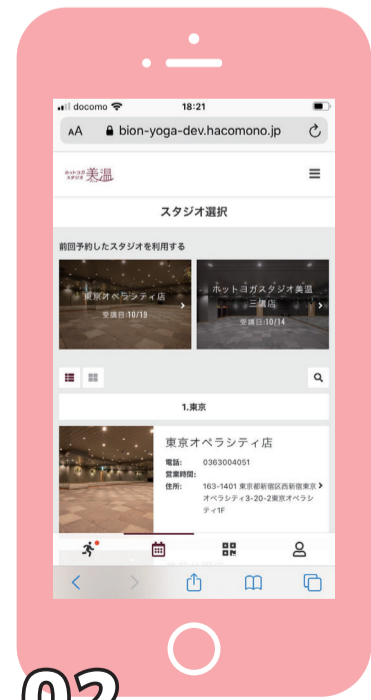 docomo 18:21
AA bion-yoga-dev.hacomono.jp
ホットヨガ
スタジオ 美温
スタジオ選択
前回予約したスタジオを利用する
東京オペラシティ店
受講日:10/19
ホットヨガスタジオ美温
三講店
受講日:10/14
1.東京
東京オペラシティ店
電話: 0363004051
営業時間:
住所: 163-1401 東京都新宿区西新宿東京
オペラシティ3-20-2東京オペラシ
ティ1F
02